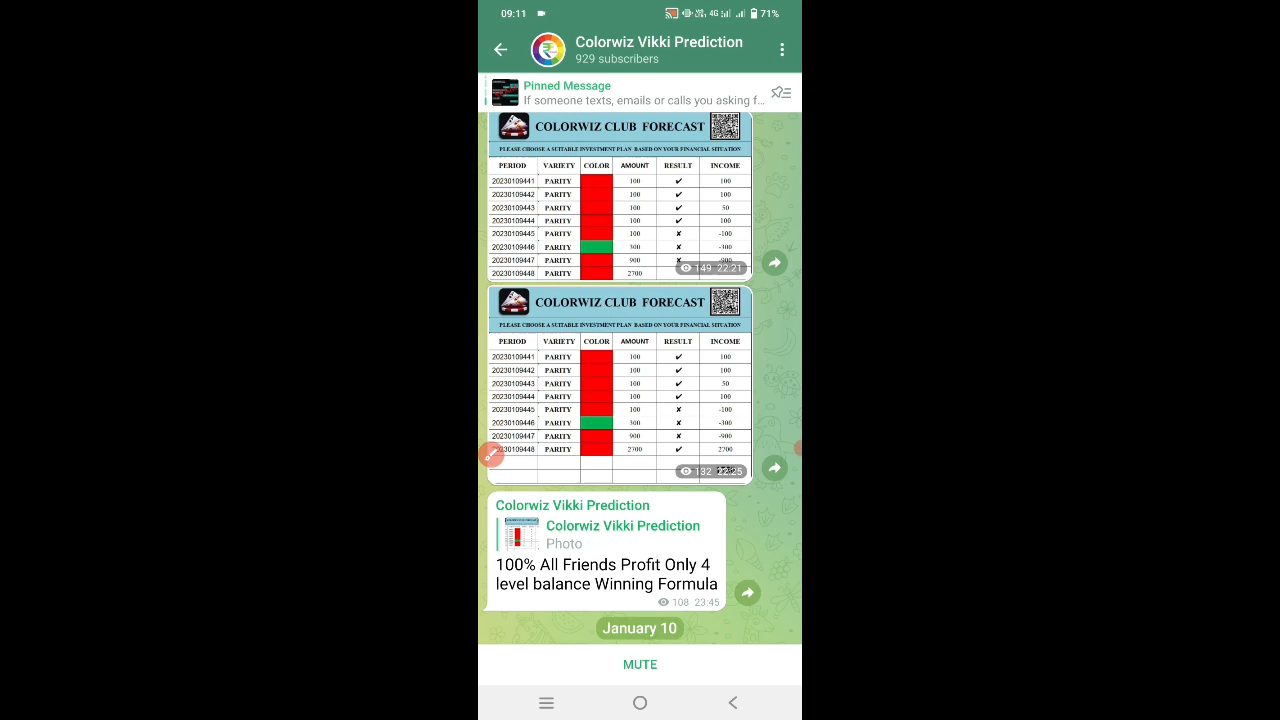 09:11 4G 71%
Colorwiz Vikki Prediction
929 subscribers
Pinned Message
If someone texts, emails or calls you asking f...
COLORWIZ CLUB FORECAST
PLEASE CHOOSE A SUITABLE INVESTMENT PLAN BASED ON YOUR FINANCIAL SITUATION
PERIOD VARIETY COLOR AMOUNT RESULT INCOME
20230109441 PARITY 100 ✔ 100
20230109442 PARITY 100 ✔ 100
20230109443 PARITY 100 ✔ 50
20230109444 PARITY 100 ✔ 100
20230109445 PARITY 100 ✘ -100
20230109446 PARITY 300 ✘ -300
20230109447 PARITY 900 ✘ -900
20230109448 PARITY 2700
149 22:21
COLORWIZ CLUB FORECAST
PLEASE CHOOSE A SUITABLE INVESTMENT PLAN BASED ON YOUR FINANCIAL SITUATION
PERIOD VARIETY COLOR AMOUNT RESULT INCOME
20230109441 PARITY 100 ✔ 100
20230109442 PARITY 100 ✔ 100
20230109443 PARITY 100 ✔ 50
20230109444 PARITY 100 ✔ 100
20230109445 PARITY 100 ✘ -100
20230109446 PARITY 300 ✘ -300
20230109447 PARITY 900 ✘ -900
20230109448 PARITY 2700 ✔ 2700
132 22:25
Colorwiz Vikki Prediction
Colorwiz Vikki Prediction
Photo
100% All Friends Profit Only 4
level balance Winning Formula
108 23:45
January 10
MUTE